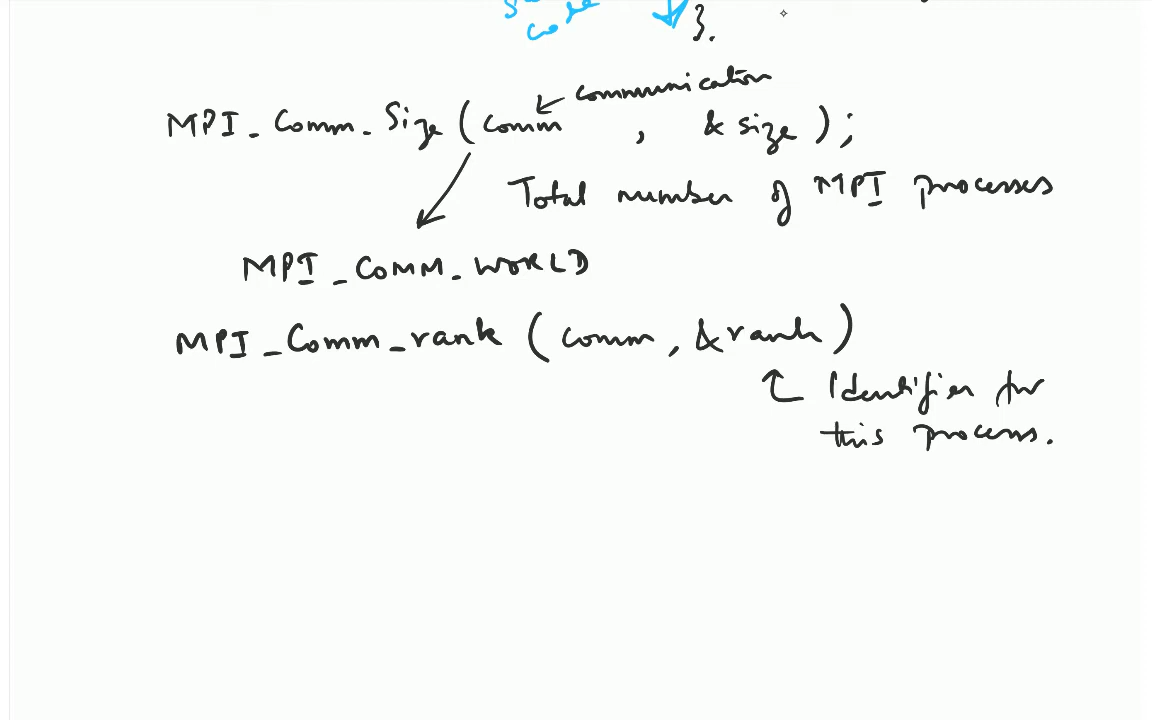 }.
communication
MPI_Comm_Size (comm , & size );
Total number of MPI processes
MPI_COMM_WORLD
MPI_Comm_rank (comm, &rank)
Identifier for
this process.